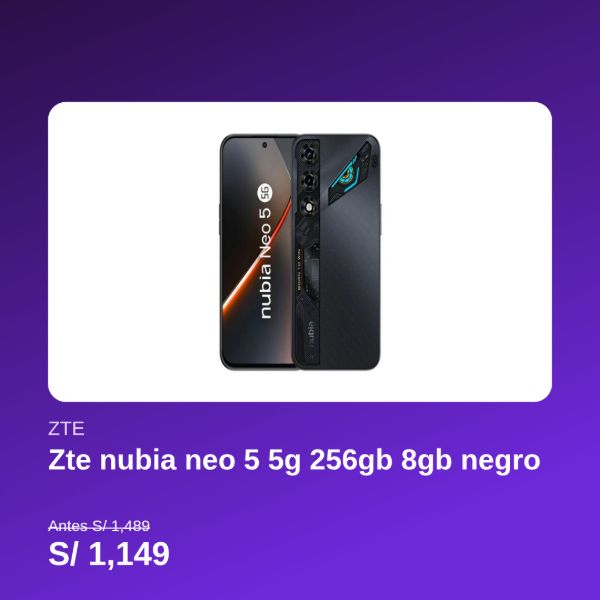 nubia Neo 5 5G
nubia
ZTE
Zte nubia neo 5 5g 256gb 8gb negro
Antes S/ 1,489
S/ 1,149